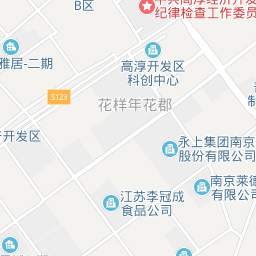 B区
中共高淳经济开
纪律检查工作委员
雅居-二期
高淳开发区
科创中心
S123
花样年花郡
开发区
永上集团南京
股份有限公司
南京莱德
有限公
江苏李冠成
食品公司